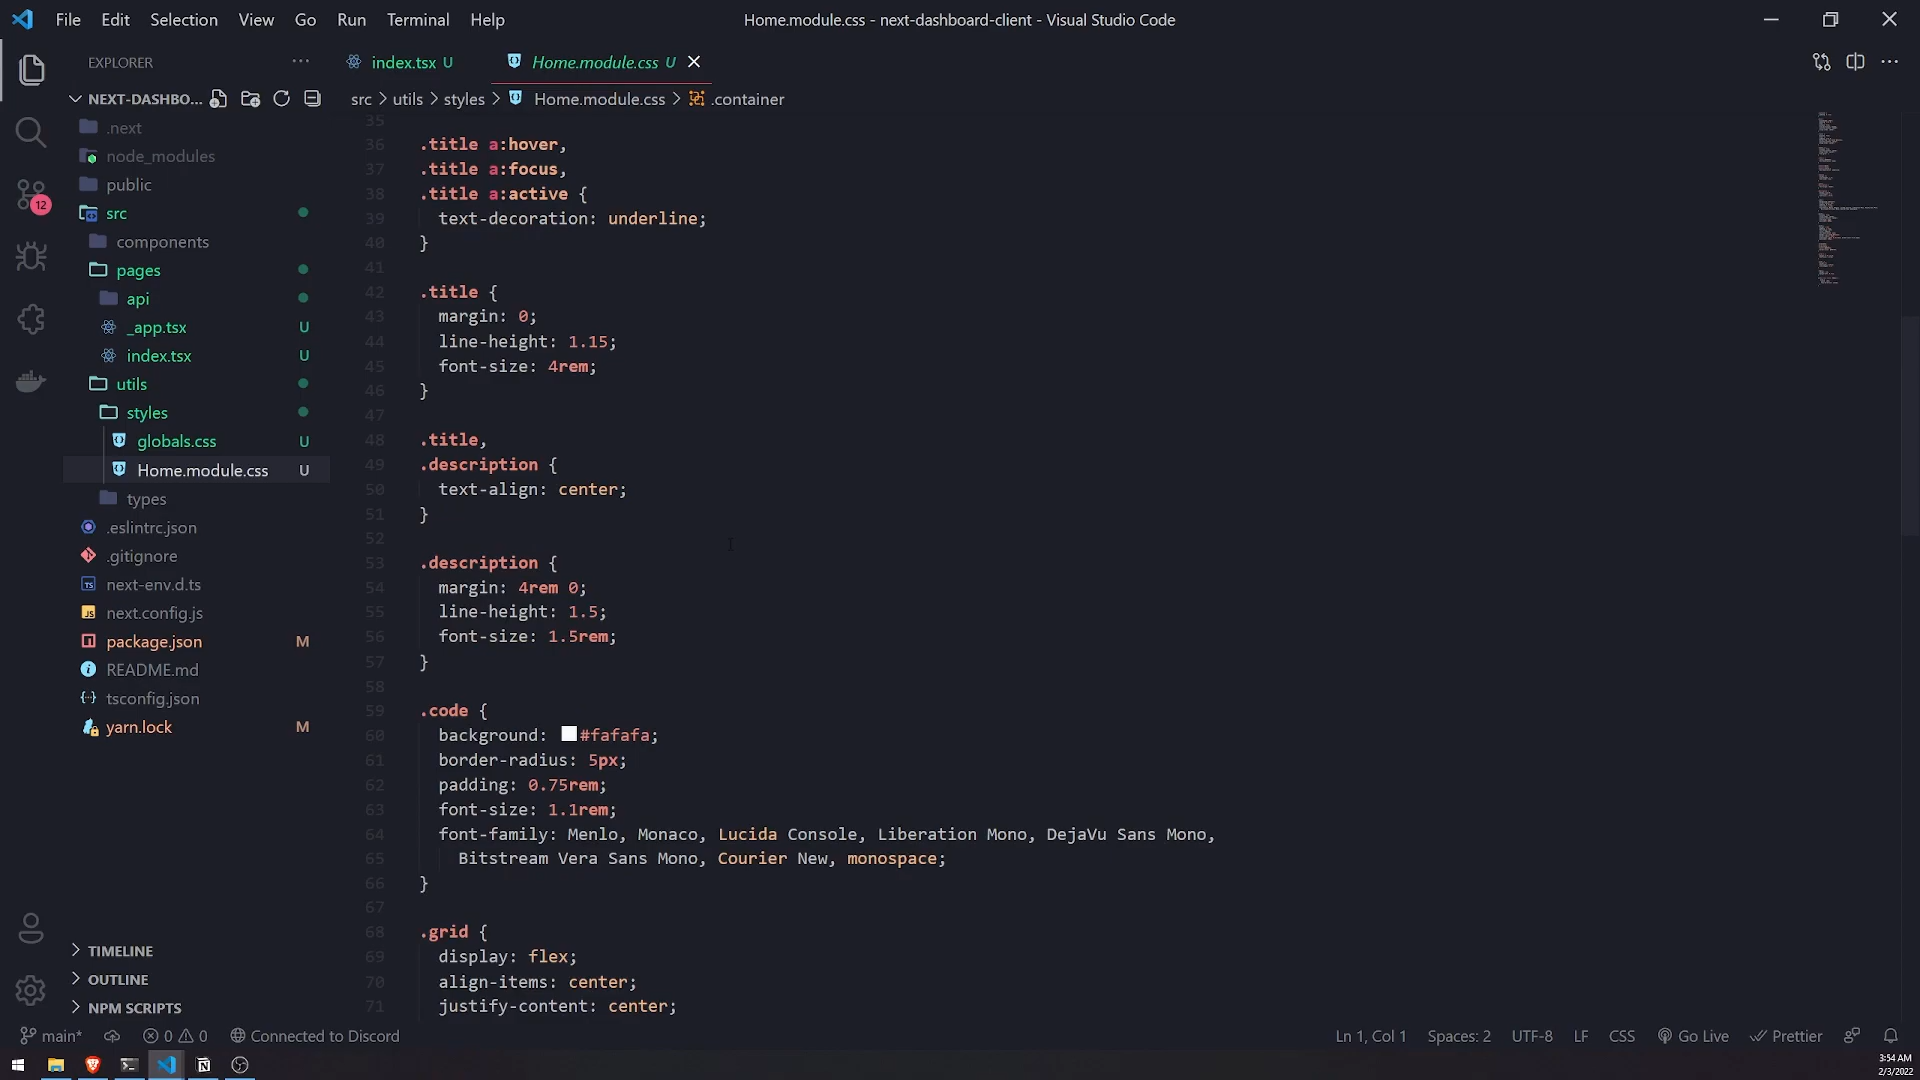 File Edit Selection View Go Run Terminal Help
Home.module.css - next-dashboard-client - Visual Studio Code
EXPLORER
index.tsx U
Home.module.css U
NEXT-DASHBO...
src > utils > styles > Home.module.css > .container
.next
node_modules
public
src
components
pages
api
_app.tsx U
index.tsx U
utils
styles
globals.css U
Home.module.css U
types
.eslintrc.json
.gitignore
next-env.d.ts
next.config.js
package.json M
README.md
tsconfig.json
yarn.lock M
12
TIMELINE
OUTLINE
NPM SCRIPTS
35
36 .title a:hover,
37 .title a:focus,
38 .title a:active {
39 text-decoration: underline;
40 }
41
42 .title {
43 margin: 0;
44 line-height: 1.15;
45 font-size: 4rem;
46 }
47
48 .title,
49 .description {
50 text-align: center;
51 }
52
53 .description {
54 margin: 4rem 0;
55 line-height: 1.5;
56 font-size: 1.5rem;
57 }
58
59 .code {
60 background: #fafafa;
61 border-radius: 5px;
62 padding: 0.75rem;
63 font-size: 1.1rem;
64 font-family: Menlo, Monaco, Lucida Console, Liberation Mono, DejaVu Sans Mono,
65 Bitstream Vera Sans Mono, Courier New, monospace;
66 }
67
68 .grid {
69 display: flex;
70 align-items: center;
71 justify-content: center;
main* 0 0 Connected to Discord
Ln 1, Col 1 Spaces: 2 UTF-8 LF CSS Go Live Prettier
3:54 AM
2/3/2022